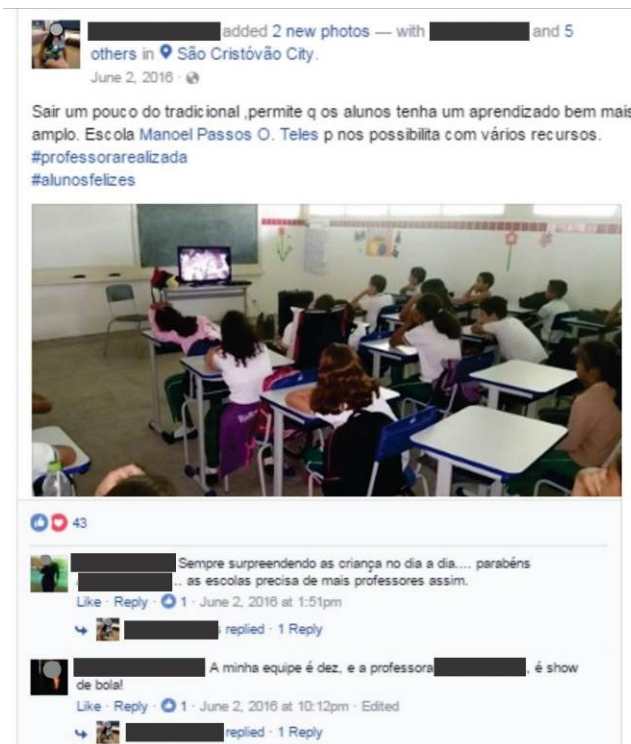 added 2 new photos — with and 5
others in São Cristóvão City.
June 2, 2016 ·
Sair um pouco do tradicional ,permite q os alunos tenha um aprendizado bem mais
amplo. Escola Manoel Passos O. Teles p nos possibilita com vários recursos.
#professorarealizada
#alunosfelizes
43
Sempre surpreendendo as criança no dia a dia.... parabéns
.. as escolas precisa de mais professores assim.
Like · Reply · 1 · June 2, 2016 at 1:51pm
replied · 1 Reply
A minha equipe é dez, e a professora , é show
de bola!
Like · Reply · 1 · June 2, 2016 at 10:12pm · Edited
replied · 1 Reply